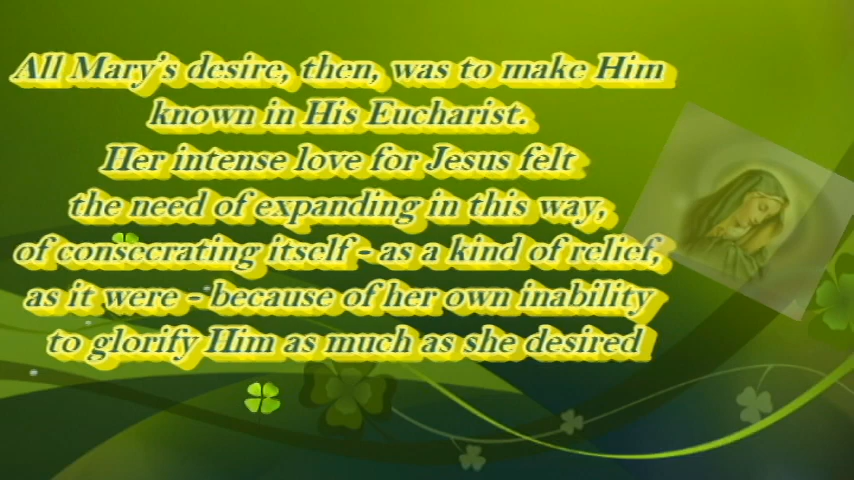 All Mary's desire, then, was to make Him
known in His Eucharist.
Her intense love for Jesus felt
the need of expanding in this way,
of consecrating itself - as a kind of relief,
as it were - because of her own inability
to glorify Him as much as she desired